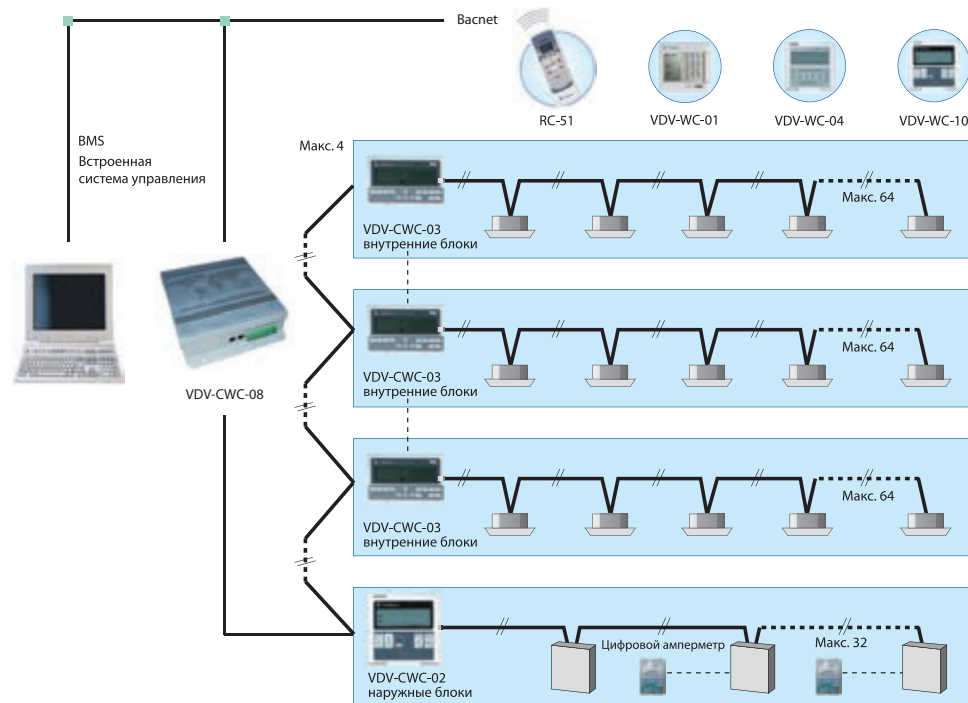 Bacnet
RC-51
VDV-WC-01
VDV-WC-04
VDV-WC-10
BMS
Встроенная
система управления
Макс. 4
VDV-CWC-03
внутренние блоки
Макс. 64
VDV-CWC-08
VDV-CWC-03
внутренние блоки
Макс. 64
VDV-CWC-03
внутренние блоки
Макс. 64
VDV-CWC-02
наружные блоки
Цифровой амперметр
Макс. 32